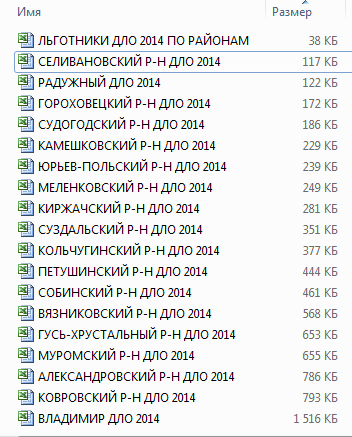 Имя Размер
ЛЬГОТНИКИ ДЛО 2014 ПО РАЙОНАМ 38 КБ
СЕЛИВАНОВСКИЙ Р-Н ДЛО 2014 117 КБ
РАДУЖНЫЙ ДЛО 2014 122 КБ
ГОРОХОВЕЦКИЙ Р-Н ДЛО 2014 172 КБ
СУДОГОДСКИЙ Р-Н ДЛО 2014 186 КБ
КАМЕШКОВСКИЙ Р-Н ДЛО 2014 229 КБ
ЮРЬЕВ-ПОЛЬСКИЙ Р-Н ДЛО 2014 239 КБ
МЕЛЕНКОВСКИЙ Р-Н ДЛО 2014 249 КБ
КИРЖАЧСКИЙ Р-Н ДЛО 2014 281 КБ
СУЗДАЛЬСКИЙ Р-Н ДЛО 2014 351 КБ
КОЛЬЧУГИНСКИЙ Р-Н ДЛО 2014 377 КБ
ПЕТУШИНСКИЙ Р-Н ДЛО 2014 444 КБ
СОБИНСКИЙ Р-Н ДЛО 2014 461 КБ
ВЯЗНИКОВСКИЙ Р-Н ДЛО 2014 568 КБ
ГУСЬ-ХРУСТАЛЬНЫЙ Р-Н ДЛО 2014 653 КБ
МУРОМСКИЙ Р-Н ДЛО 2014 655 КБ
АЛЕКСАНДРОВСКИЙ Р-Н ДЛО 2014 786 КБ
КОВРОВСКИЙ Р-Н ДЛО 2014 793 КБ
ВЛАДИМИР ДЛО 2014 1 516 КБ